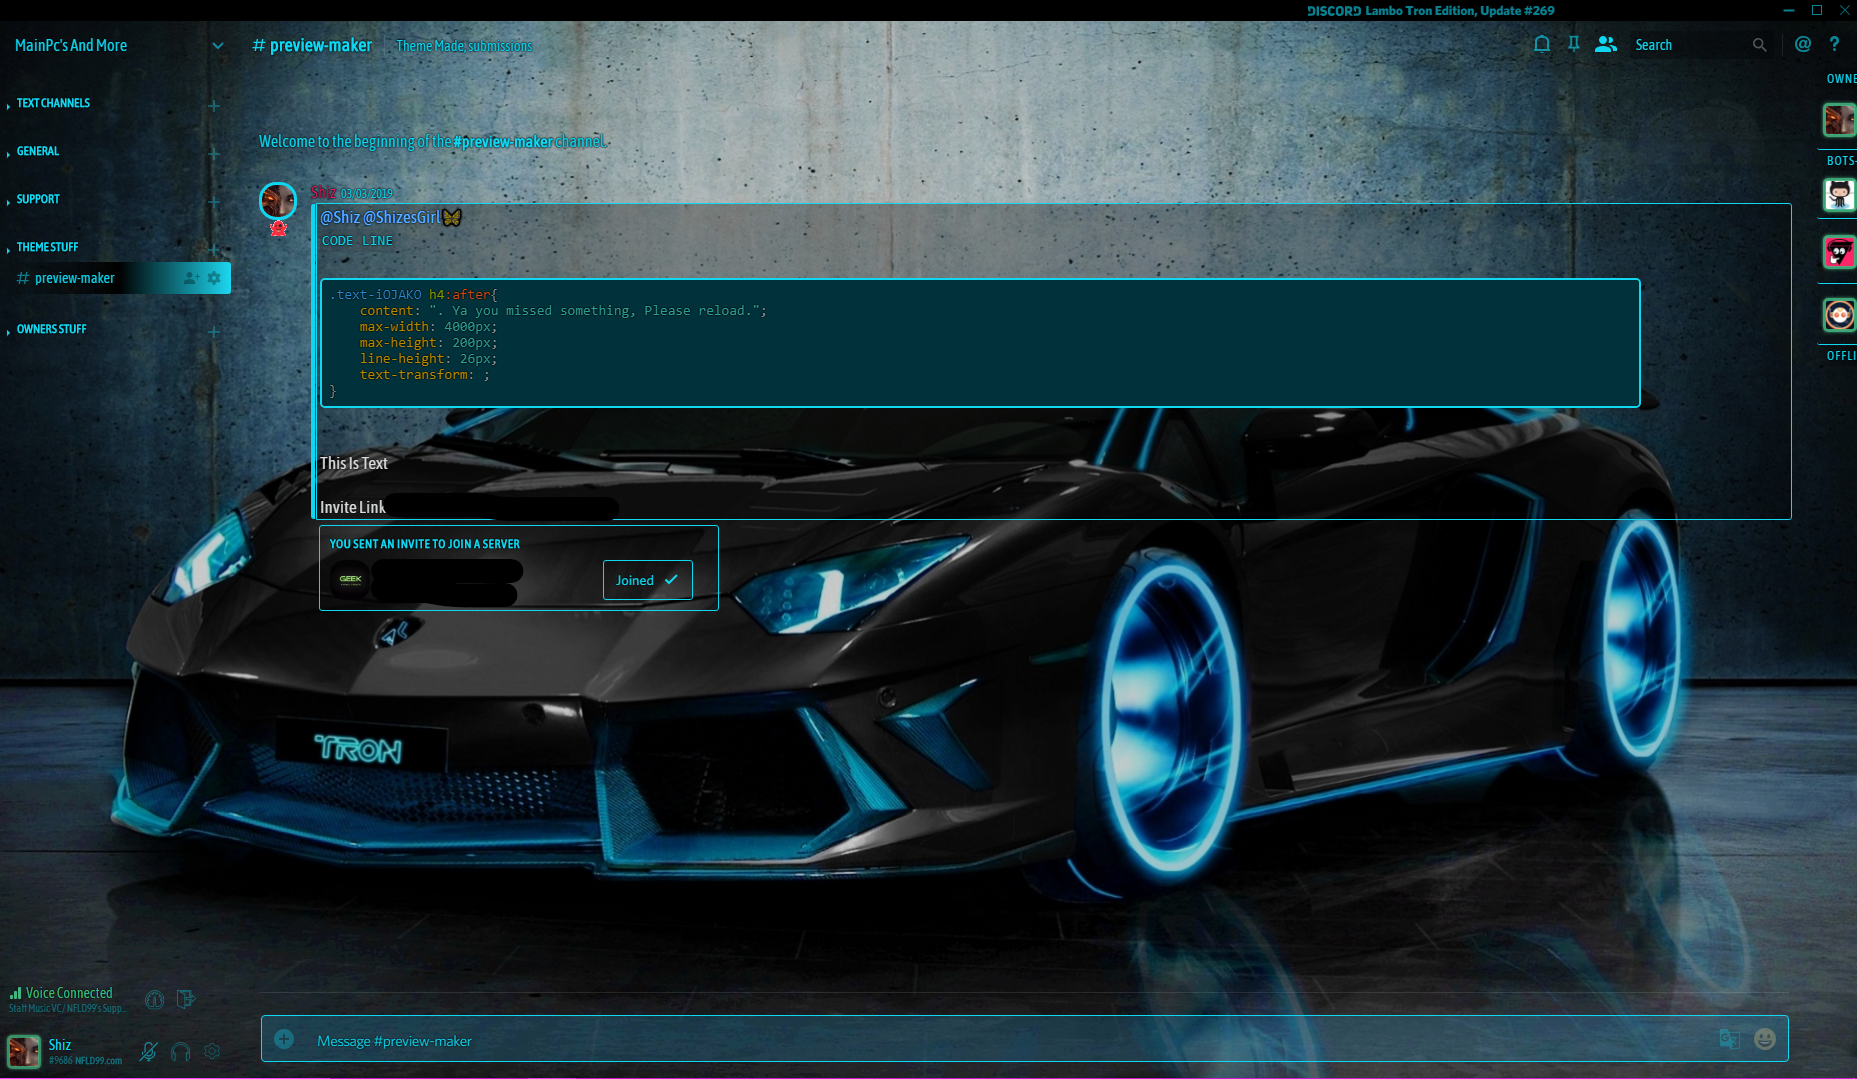 DISCORD Lambo Tron Edition, Update #269
MainPc's And More
# preview-maker
Theme Made, submissions
Search
@ ?
TEXT CHANNELS
GENERAL
SUPPORT
THEME STUFF
# preview-maker
OWNERS STUFF
Welcome to the beginning of the #preview-maker channel.
Shiz 03/03/2019
@Shiz @ShizesGirl
CODE LINE
.text-iOJAKO h4:after{
content: ". Ya you missed something, Please reload.";
max-width: 4000px;
max-height: 200px;
line-height: 26px;
text-transform: ;
}
This Is Text
Invite Link
YOU SENT AN INVITE TO JOIN A SERVER
GEEK
Joined
TRON
OWNE
BOTS-
OFFLI
Voice Connected
Staff Music VC / NFLD99's Supp...
Shiz
#9686 NFLD99.com
Message #preview-maker